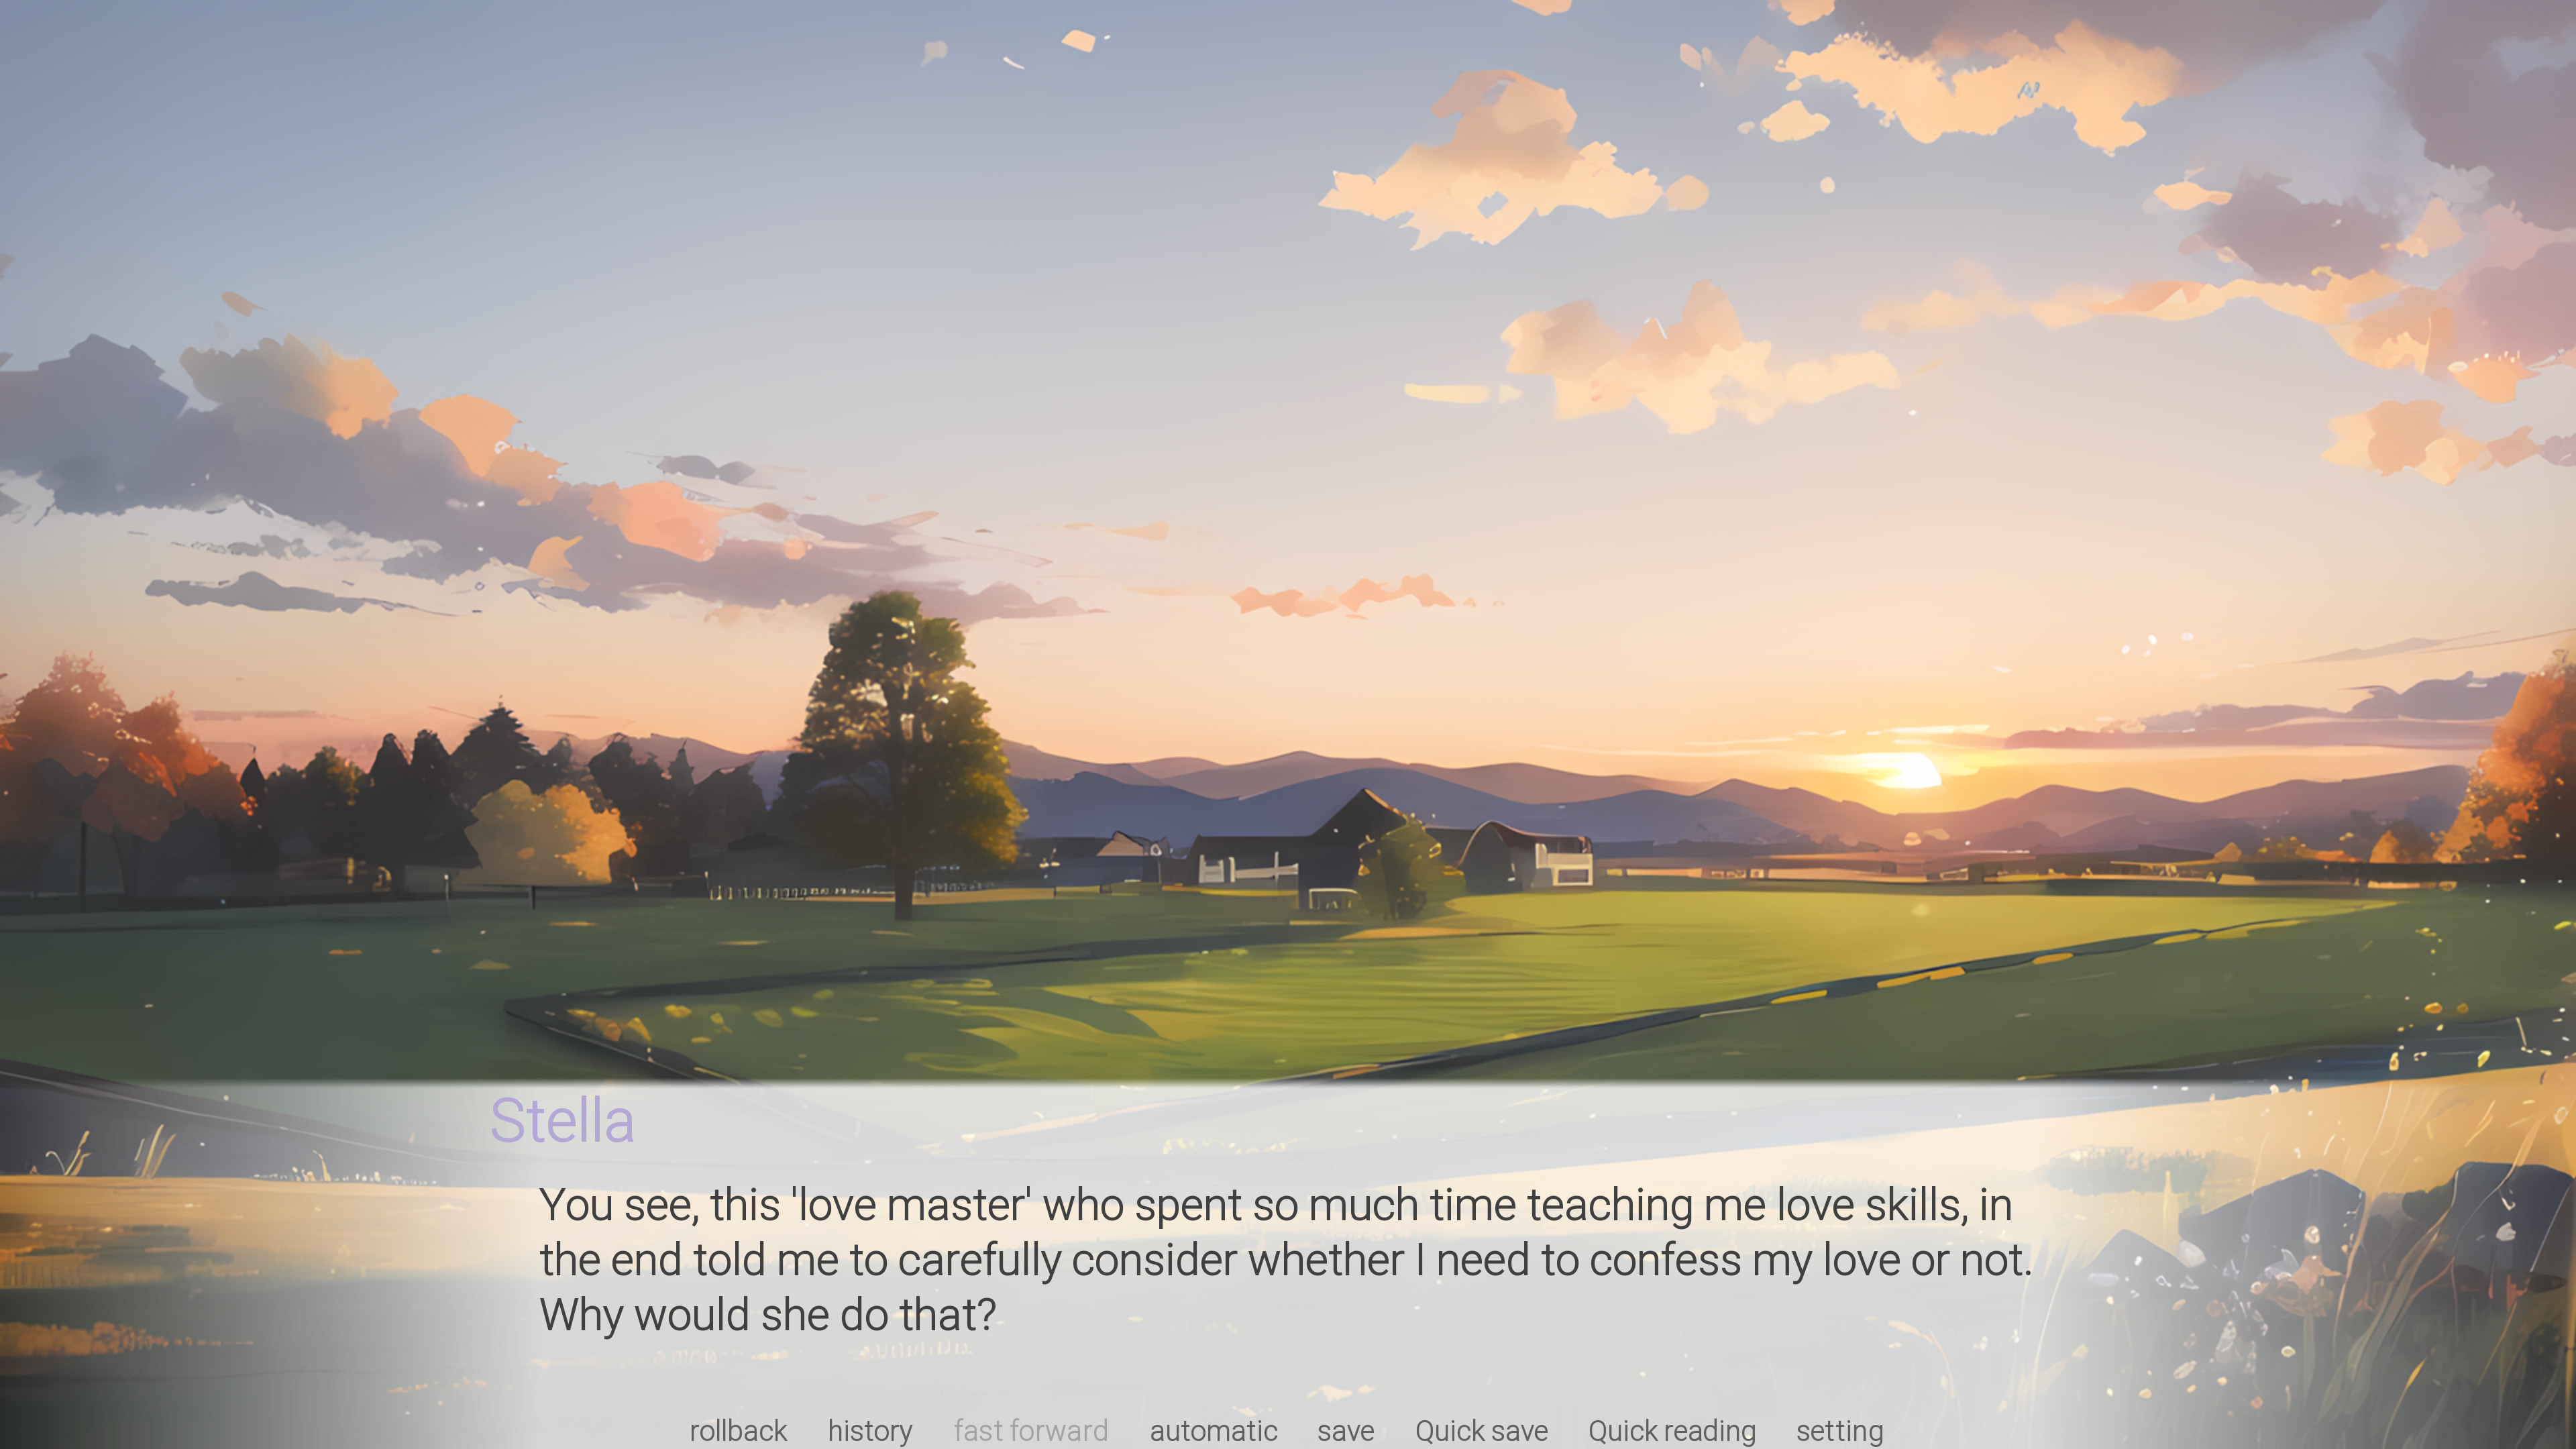 Stella
You see, this 'love master' who spent so much time teaching me love skills, in
the end told me to carefully consider whether I need to confess my love or not.
Why would she do that?
rollback history fast forward automatic save Quick save Quick reading setting